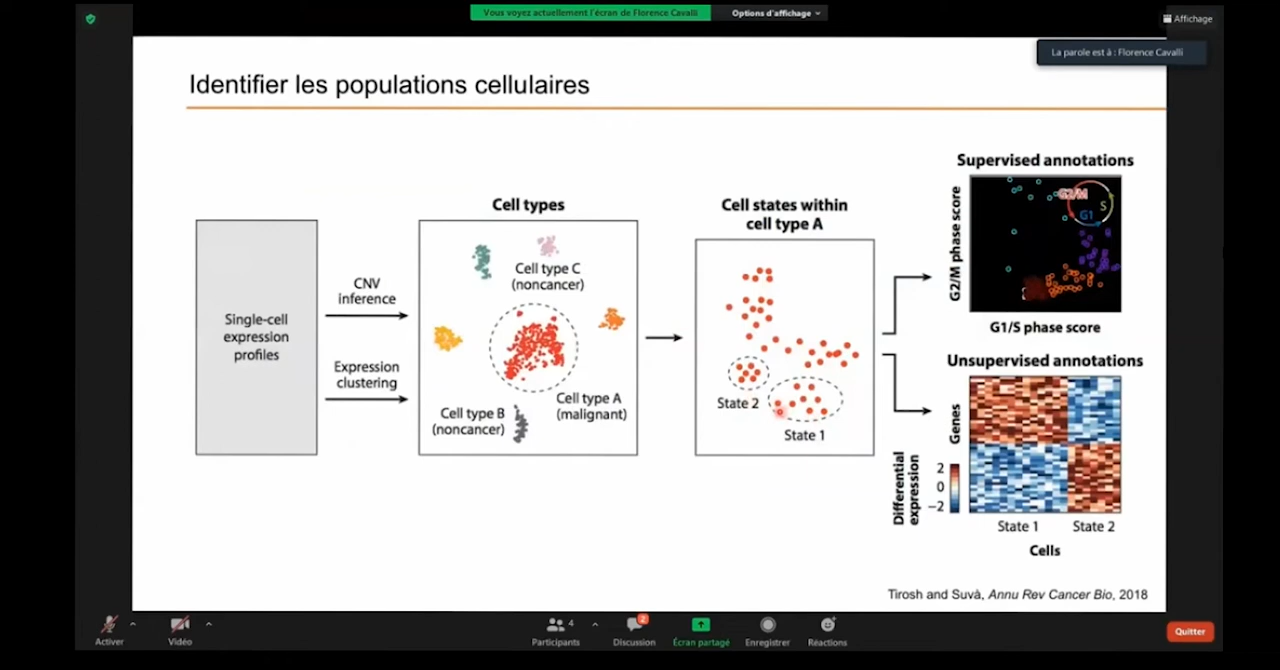 Vous voyez actuellement l'écran de Florence Cavalli
Options d'affichage
Affichage
La parole est à : Florence Cavalli
Identifier les populations cellulaires
Single-cell
expression
profiles
CNV
inference
Expression
clustering
Cell types
Cell type C
(noncancer)
Cell type A
(malignant)
Cell type B
(noncancer)
Cell states within
cell type A
State 2
State 1
Supervised annotations
G2/M phase score
G2/M
S
G1
G1/S phase score
Unsupervised annotations
Genes
Differential
expression
2
0
−2
State 1
State 2
Cells
Tirosh and Suvà, Annu Rev Cancer Bio, 2018
Activer
Vidéo
Participants
4
Discussion
2
Écran partagé
Enregistrer
Réactions
Quitter